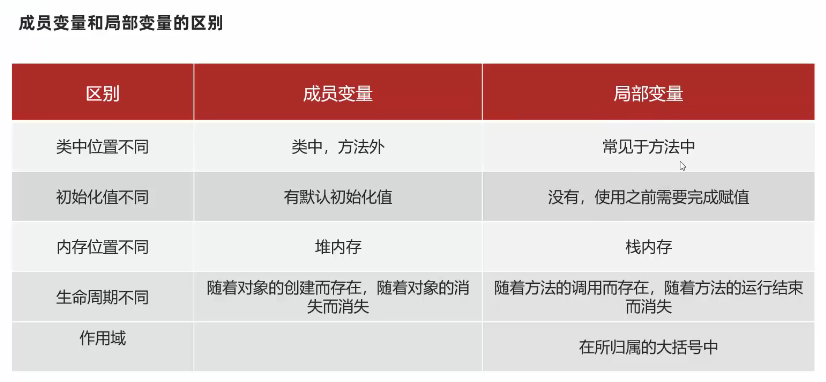 成员变量和局部变量的区别
区别 成员变量 局部变量
类中位置不同 类中，方法外 常见于方法中
初始化值不同 有默认初始化值 没有，使用之前需要完成赋值
内存位置不同 堆内存 栈内存
生命周期不同 随着对象的创建而存在，随着对象的消
失而消失 随着方法的调用而存在，随着方法的运行结束
而消失
作用域 在所归属的大括号中